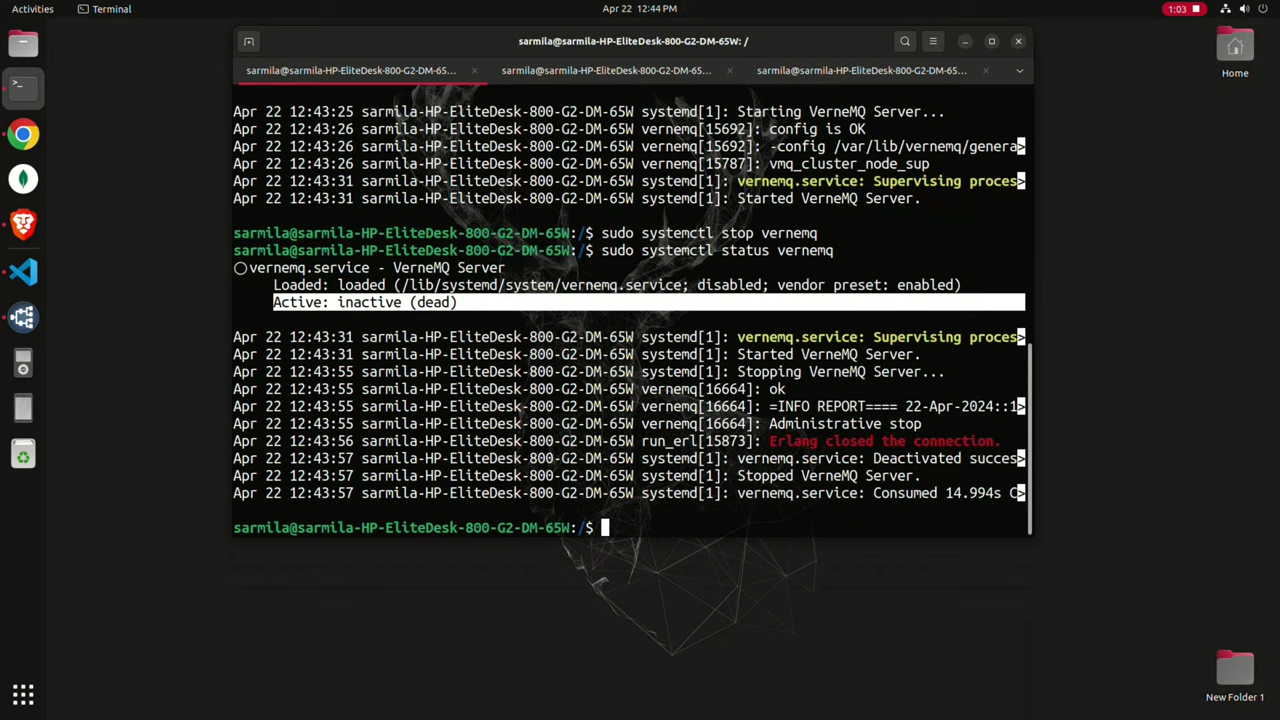 Activities
Terminal
Apr 22 12:44 PM
1:03
sarmila@sarmila-HP-EliteDesk-800-G2-DM-65W: /
sarmila@sarmila-HP-EliteDesk-800-G2-DM-65...
sarmila@sarmila-HP-EliteDesk-800-G2-DM-65...
sarmila@sarmila-HP-EliteDesk-800-G2-DM-65...
Home
Apr 22 12:43:25 sarmila-HP-EliteDesk-800-G2-DM-65W systemd[1]: Starting VerneMQ Server...
Apr 22 12:43:26 sarmila-HP-EliteDesk-800-G2-DM-65W vernemq[15692]: config is OK
Apr 22 12:43:26 sarmila-HP-EliteDesk-800-G2-DM-65W vernemq[15692]: -config /var/lib/vernemq/genera>
Apr 22 12:43:26 sarmila-HP-EliteDesk-800-G2-DM-65W vernemq[15787]: vmq_cluster_node_sup
Apr 22 12:43:31 sarmila-HP-EliteDesk-800-G2-DM-65W systemd[1]: vernemq.service: Supervising proces>
Apr 22 12:43:31 sarmila-HP-EliteDesk-800-G2-DM-65W systemd[1]: Started VerneMQ Server.
sarmila@sarmila-HP-EliteDesk-800-G2-DM-65W:/$ sudo systemctl stop vernemq
sarmila@sarmila-HP-EliteDesk-800-G2-DM-65W:/$ sudo systemctl status vernemq
○ vernemq.service - VerneMQ Server
Loaded: loaded (/lib/systemd/system/vernemq.service; disabled; vendor preset: enabled)
Active: inactive (dead)
Apr 22 12:43:31 sarmila-HP-EliteDesk-800-G2-DM-65W systemd[1]: vernemq.service: Supervising proces>
Apr 22 12:43:31 sarmila-HP-EliteDesk-800-G2-DM-65W systemd[1]: Started VerneMQ Server.
Apr 22 12:43:55 sarmila-HP-EliteDesk-800-G2-DM-65W systemd[1]: Stopping VerneMQ Server...
Apr 22 12:43:55 sarmila-HP-EliteDesk-800-G2-DM-65W vernemq[16664]: ok
Apr 22 12:43:55 sarmila-HP-EliteDesk-800-G2-DM-65W vernemq[16664]: =INFO REPORT==== 22-Apr-2024::1>
Apr 22 12:43:55 sarmila-HP-EliteDesk-800-G2-DM-65W vernemq[16664]: Administrative stop
Apr 22 12:43:56 sarmila-HP-EliteDesk-800-G2-DM-65W run_erl[15873]: Erlang closed the connection.
Apr 22 12:43:57 sarmila-HP-EliteDesk-800-G2-DM-65W systemd[1]: vernemq.service: Deactivated succes>
Apr 22 12:43:57 sarmila-HP-EliteDesk-800-G2-DM-65W systemd[1]: Stopped VerneMQ Server.
Apr 22 12:43:57 sarmila-HP-EliteDesk-800-G2-DM-65W systemd[1]: vernemq.service: Consumed 14.994s C>
sarmila@sarmila-HP-EliteDesk-800-G2-DM-65W:/$
New Folder 1